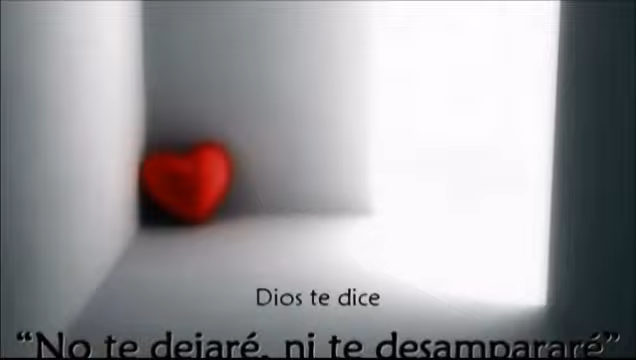 Dios te dice
“No te dejaré, ni te desampararé”